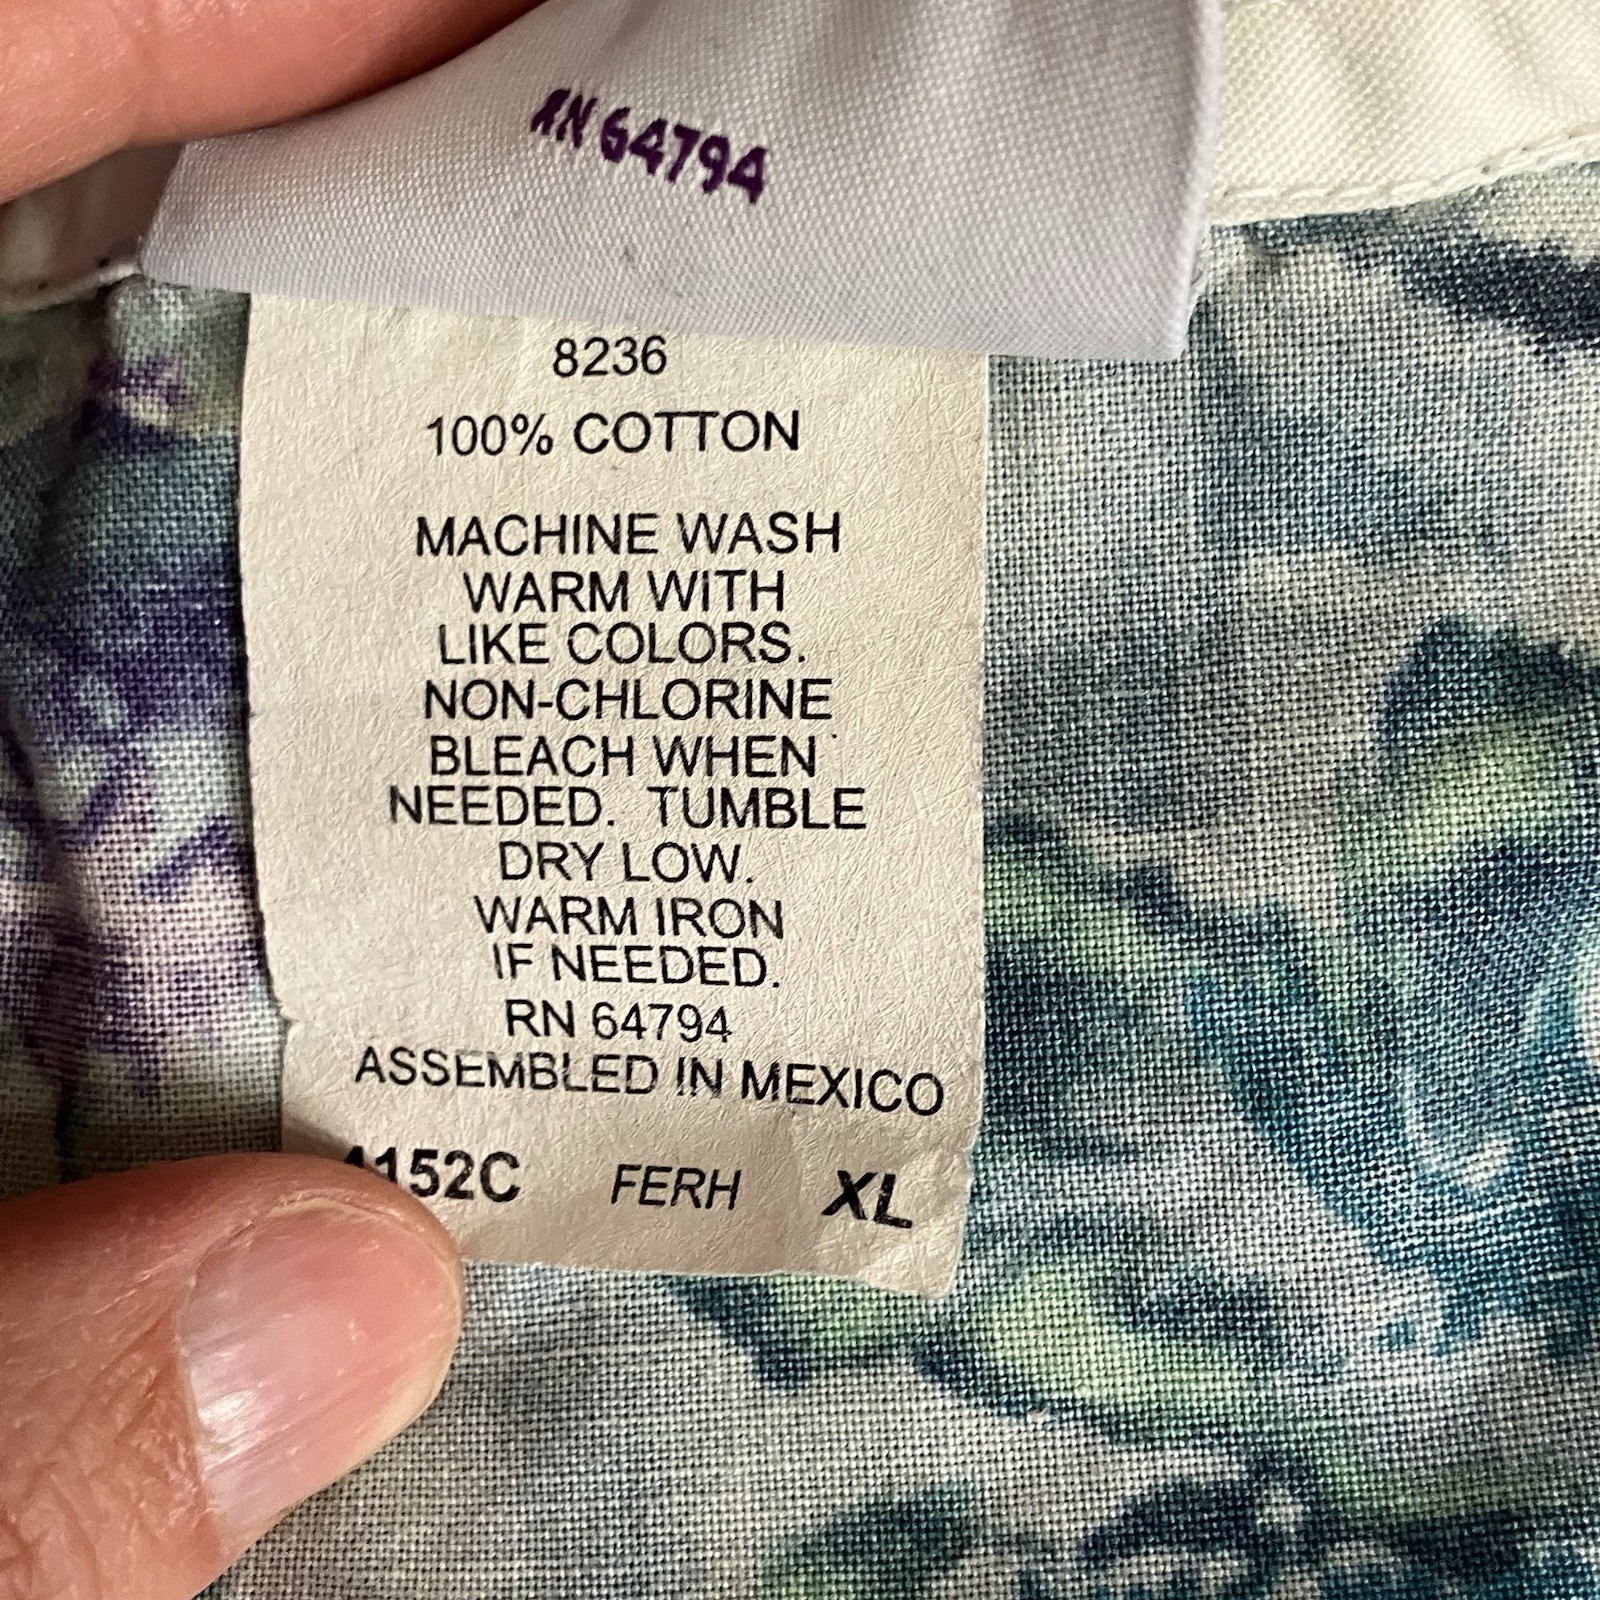 RN 64794
8236
100% COTTON
MACHINE WASH
WARM WITH
LIKE COLORS.
NON-CHLORINE
BLEACH WHEN
NEEDED. TUMBLE
DRY LOW.
WARM IRON
IF NEEDED.
RN 64794
ASSEMBLED IN MEXICO
FERH XL